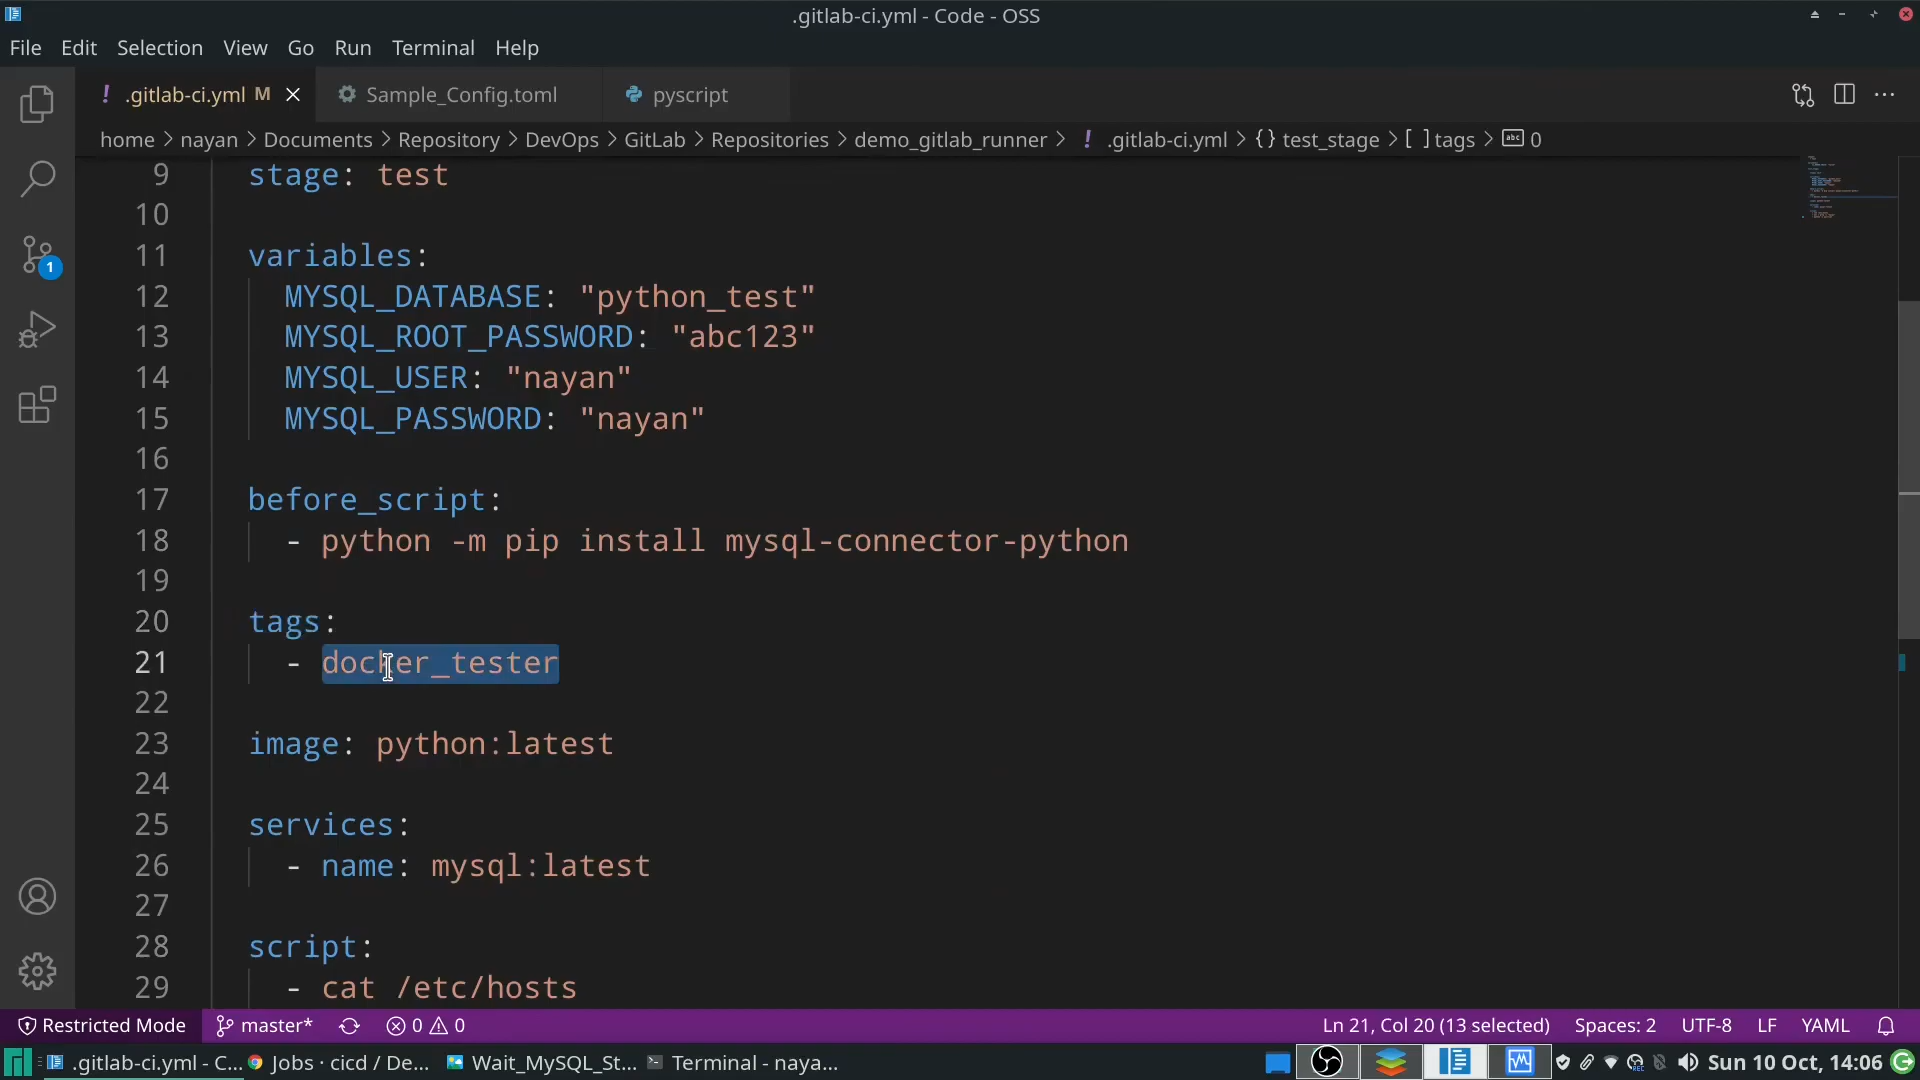 .gitlab-ci.yml - Code - OSS
File Edit Selection View Go Run Terminal Help
! .gitlab-ci.yml M Sample_Config.toml pyscript
home > nayan > Documents > Repository > DevOps > GitLab > Repositories > demo_gitlab_runner > ! .gitlab-ci.yml > {} test_stage > [ ] tags > abc 0
9 stage: test
10
11 variables:
12 MYSQL_DATABASE: "python_test"
13 MYSQL_ROOT_PASSWORD: "abc123"
14 MYSQL_USER: "nayan"
15 MYSQL_PASSWORD: "nayan"
16
17 before_script:
18 - python -m pip install mysql-connector-python
19
20 tags:
21 - docker_tester
22
23 image: python:latest
24
25 services:
26 - name: mysql:latest
27
28 script:
29 - cat /etc/hosts
1
Restricted Mode master* 0 0 Ln 21, Col 20 (13 selected) Spaces: 2 UTF-8 LF YAML
.gitlab-ci.yml - C... Jobs · cicd / De... Wait_MySQL_St... Terminal - naya... Sun 10 Oct, 14:06